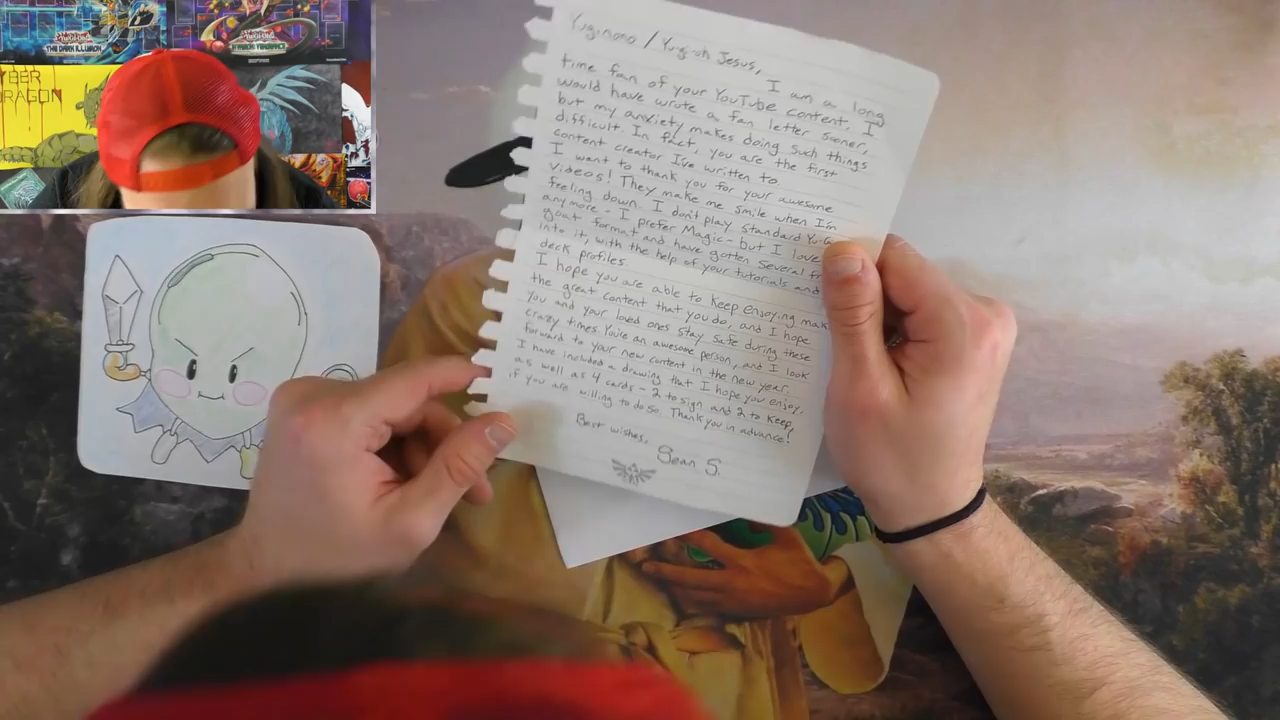 Yu-Gi-Oh!
THE DARK ILLUSION
Yu-Gi-Oh!
CYBER
DRAGON
Yuginono / Yugi-oh Jesus,
I am a long
time fan of your YouTube content. I
would have wrote a fan letter sooner,
but my anxiety makes doing such things
difficult. In fact, you are the first
content creator I've written to
I want to thank you for your awesome
videos! They make me smile when I'm
feeling down. I don't play standard Yu-G
anymore - I prefer Magic - but I love
goat format and have gotten several fr
into it, with the help of your tutorials and
deck profiles
I hope you are able to keep enjoying mak
the great content that you do, and I hope
you and your loved ones stay safe during these
crazy times. You're an awesome person, and I look
forward to your new content in the new year.
I have included a drawing that I hope you enjoy,
as well as 4 cards - 2 to sign and 2 to keep,
if you are willing to do so. Thank you in advance!
Best wishes,
Sean S.